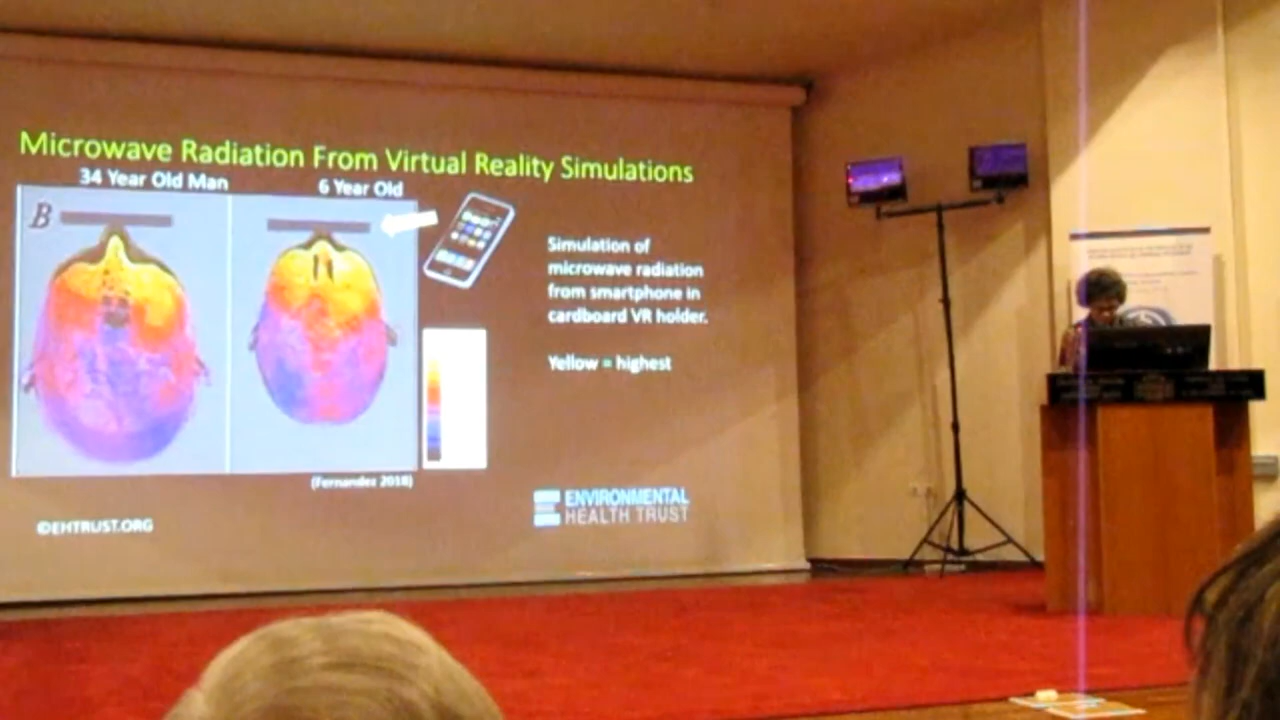 Microwave Radiation From Virtual Reality Simulations
34 Year Old Man
6 Year Old
B
Simulation of
microwave radiation
from smartphone in
cardboard VR holder.
Yellow = highest
(Fernandez 2018)
©EHTRUST.ORG
ENVIRONMENTAL
HEALTH TRUST